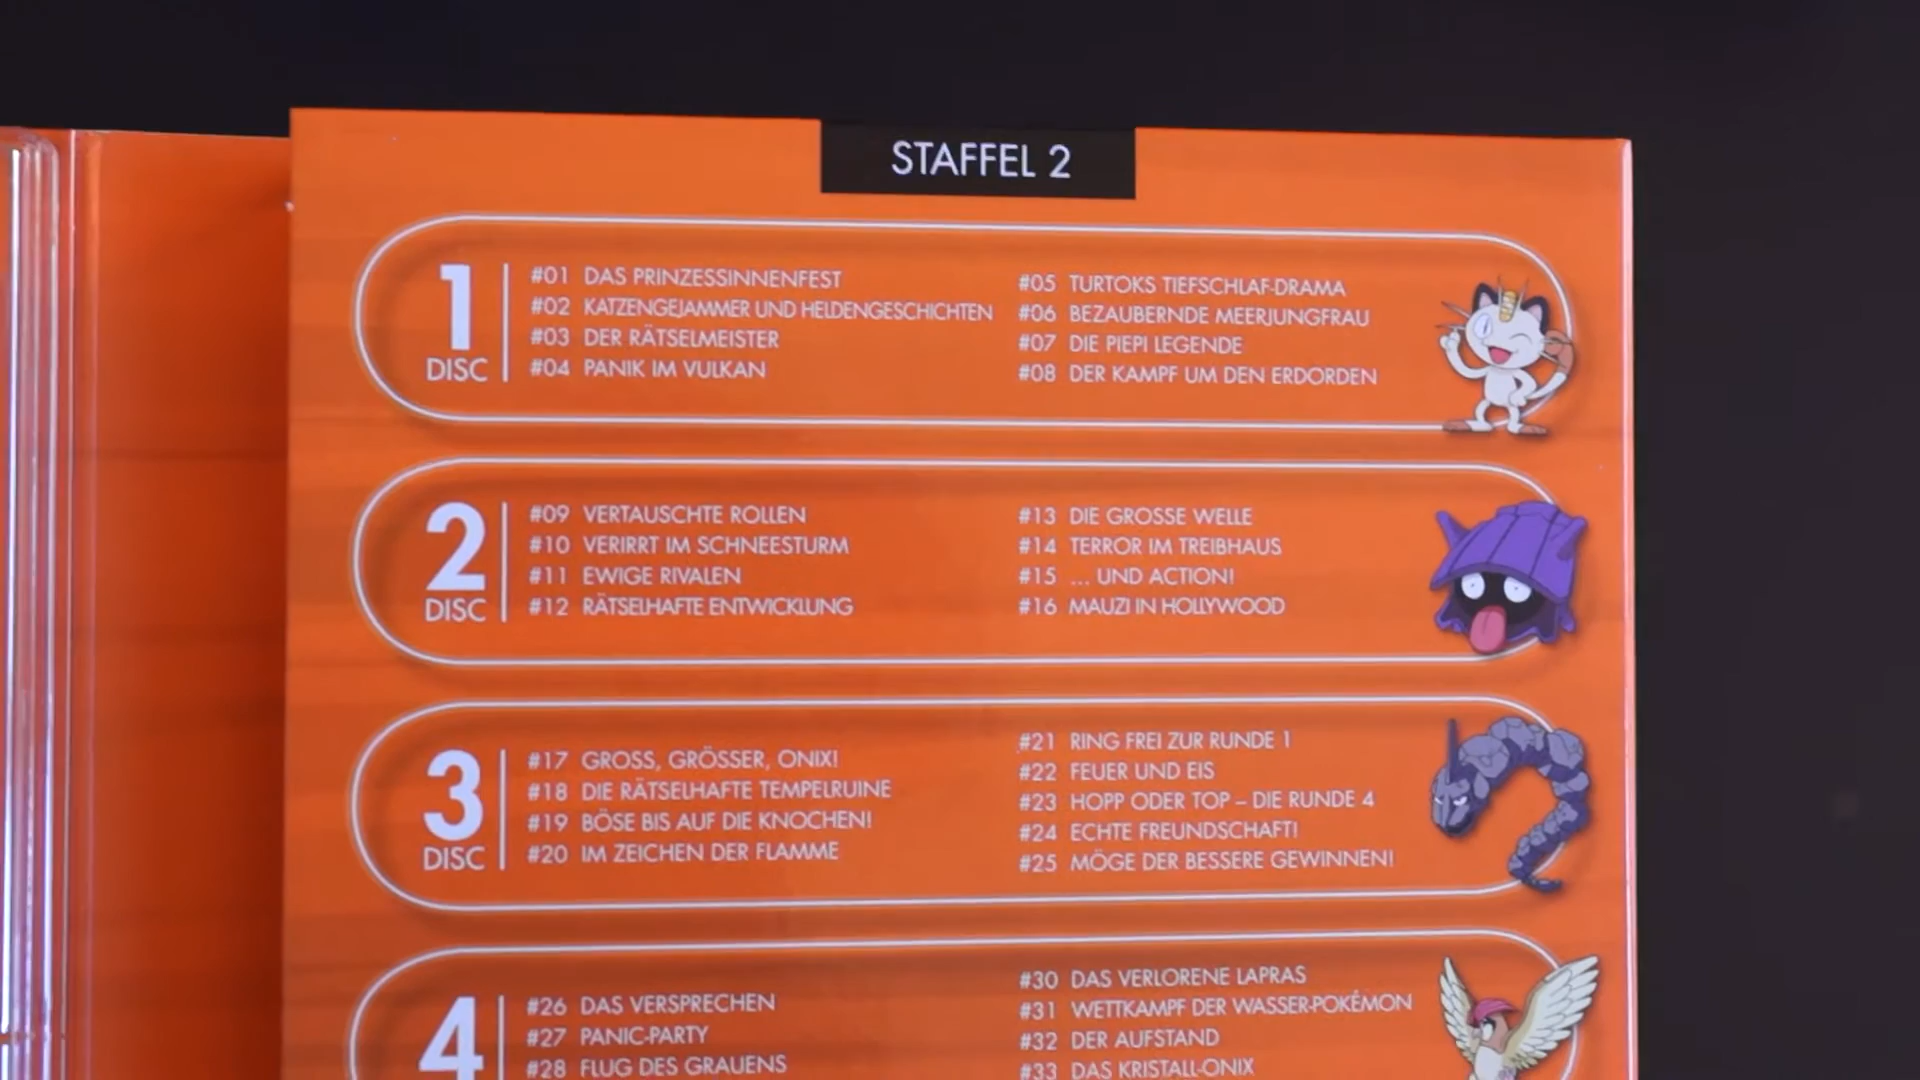 STAFFEL 2
1
DISC
#01 DAS PRINZESSINNENFEST
#02 KATZENGEJAMMER UND HELDENGESCHICHTEN
#03 DER RÄTSELMEISTER
#04 PANIK IM VULKAN
#05 TURTOKS TIEFSCHLAF-DRAMA
#06 BEZAUBERNDE MEERJUNGFRAU
#07 DIE PIEPI LEGENDE
#08 DER KAMPF UM DEN ERDORDEN
2
DISC
#09 VERTAUSCHTE ROLLEN
#10 VERIRRT IM SCHNEESTURM
#11 EWIGE RIVALEN
#12 RÄTSELHAFTE ENTWICKLUNG
#13 DIE GROSSE WELLE
#14 TERROR IM TREIBHAUS
#15 ... UND ACTION!
#16 MAUZI IN HOLLYWOOD
3
DISC
#17 GROSS, GRÖSSER, ONIX!
#18 DIE RÄTSELHAFTE TEMPELRUINE
#19 BÖSE BIS AUF DIE KNOCHEN!
#20 IM ZEICHEN DER FLAMME
#21 RING FREI ZUR RUNDE 1
#22 FEUER UND EIS
#23 HOPP ODER TOP – DIE RUNDE 4
#24 ECHTE FREUNDSCHAFT!
#25 MÖGE DER BESSERE GEWINNEN!
4
#26 DAS VERSPRECHEN
#27 PANIC-PARTY
#28 FLUG DES GRAUENS
#30 DAS VERLORENE LAPRAS
#31 WETTKAMPF DER WASSER-POKÉMON
#32 DER AUFSTAND
#33 DAS KRISTALL-ONIX